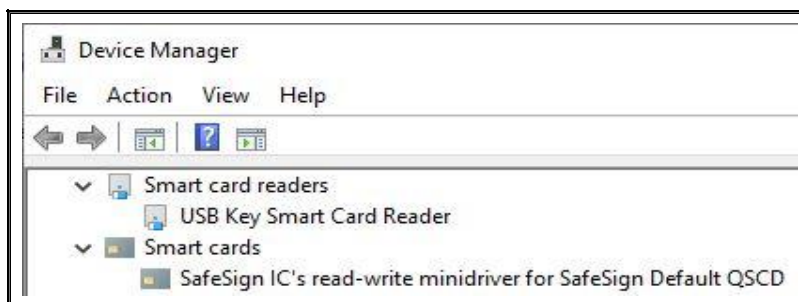 Device Manager
File Action View Help
?
Smart card readers
USB Key Smart Card Reader
Smart cards
SafeSign IC's read-write minidriver for SafeSign Default QSCD